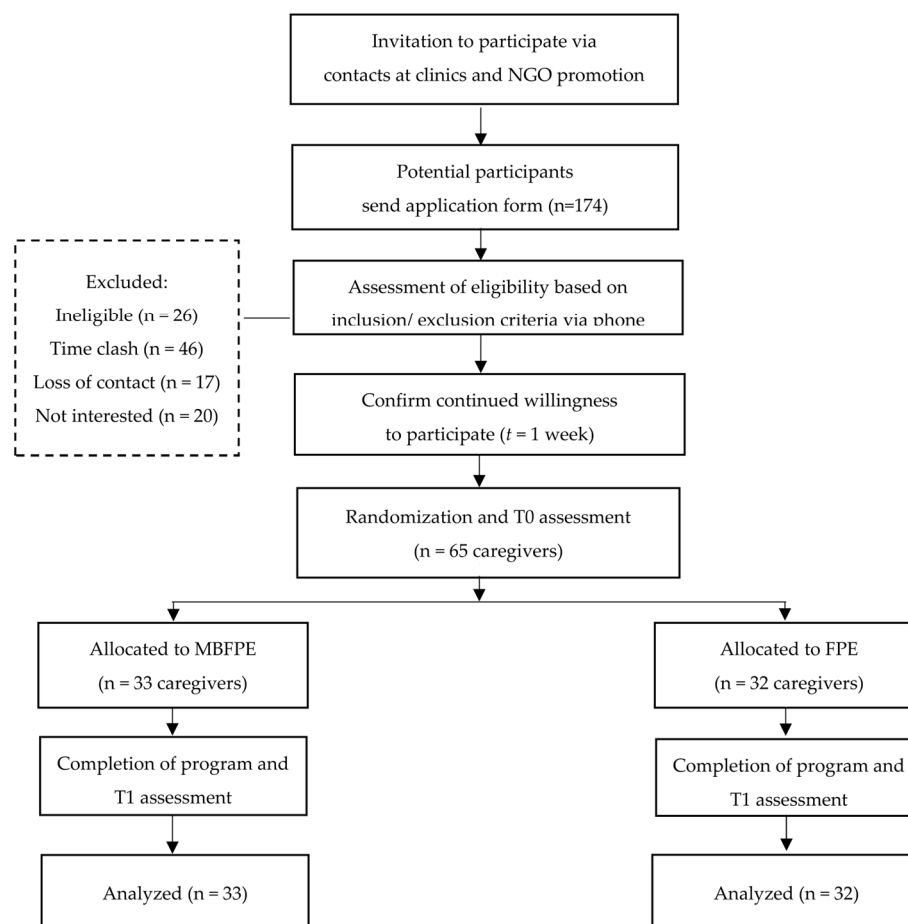 Invitation to participate via
contacts at clinics and NGO promotion
Potential participants
send application form (n=174)
Excluded:
Ineligible (n = 26)
Time clash (n = 46)
Loss of contact (n = 17)
Not interested (n = 20)
Assessment of eligibility based on
inclusion/ exclusion criteria via phone
Confirm continued willingness
to participate (t = 1 week)
Randomization and T0 assessment
(n = 65 caregivers)
Allocated to MBFPE
(n = 33 caregivers)
Allocated to FPE
(n = 32 caregivers)
Completion of program and
T1 assessment
Completion of program and
T1 assessment
Analyzed (n = 33)
Analyzed (n = 32)